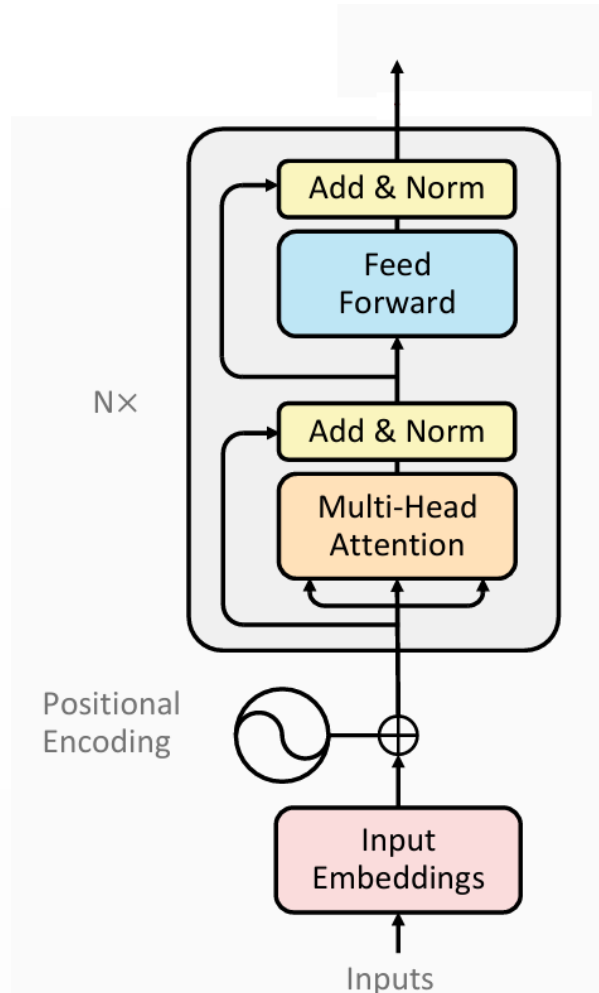 Add & Norm
Feed
Forward
N×
Add & Norm
Multi-Head
Attention
Positional
Encoding
Input
Embeddings
Inputs